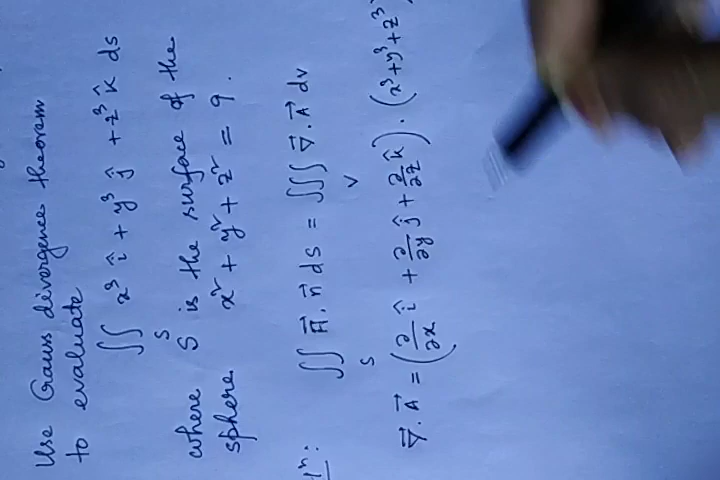 Use Gauss divergence theorem
to evaluate
∬ x³ î + y³ ĵ + z³ k̂ ds
S
where S is the surface of the
sphere x² + y² + z² = 9.
lⁿ: ∬ A⃗ . n⃗ ds = ∭ ∇⃗ . A⃗ dv
S V
∇⃗ . A⃗ = (∂/∂x î + ∂/∂y ĵ + ∂/∂z k̂) . (x³ + y³ + z³)